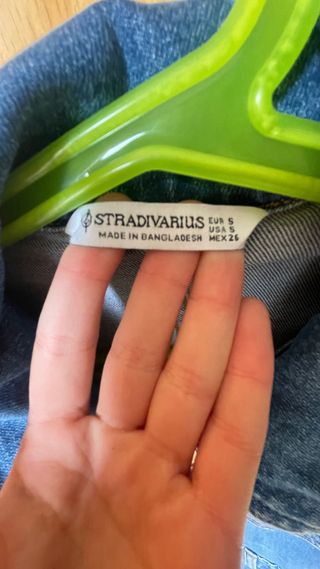 STRADIVARIUS
MADE IN BANGLADESH
EUR S
USA S
MEX 26